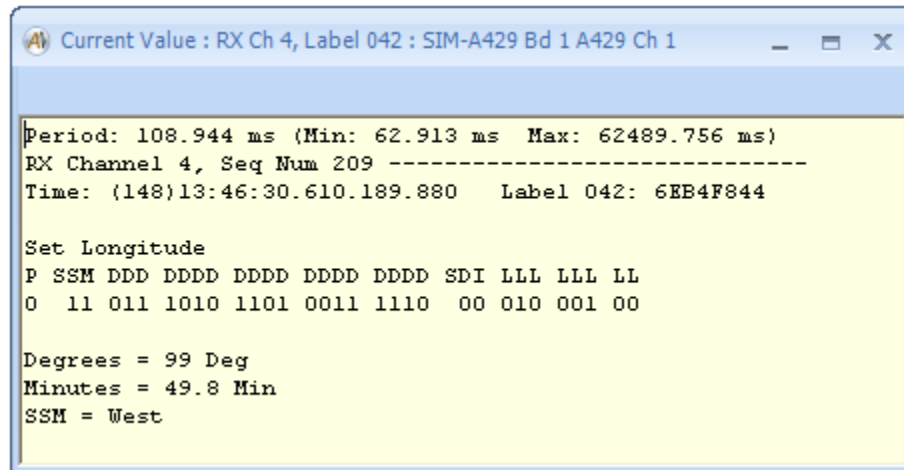 Current Value : RX Ch 4, Label 042 : SIM-A429 Bd 1 A429 Ch 1
Period: 108.944 ms (Min: 62.913 ms  Max: 62489.756 ms)
RX Channel 4, Seq Num 209 ------------------------------
Time: (148)13:46:30.610.189.880   Label 042: 6EB4F844
Set Longitude
P SSM DDD DDDD DDDD DDDD DDDD SDI LLL LLL LL
0  11 011 1010 1101 0011 1110  00 010 001 00
Degrees = 99 Deg
Minutes = 49.8 Min
SSM = West